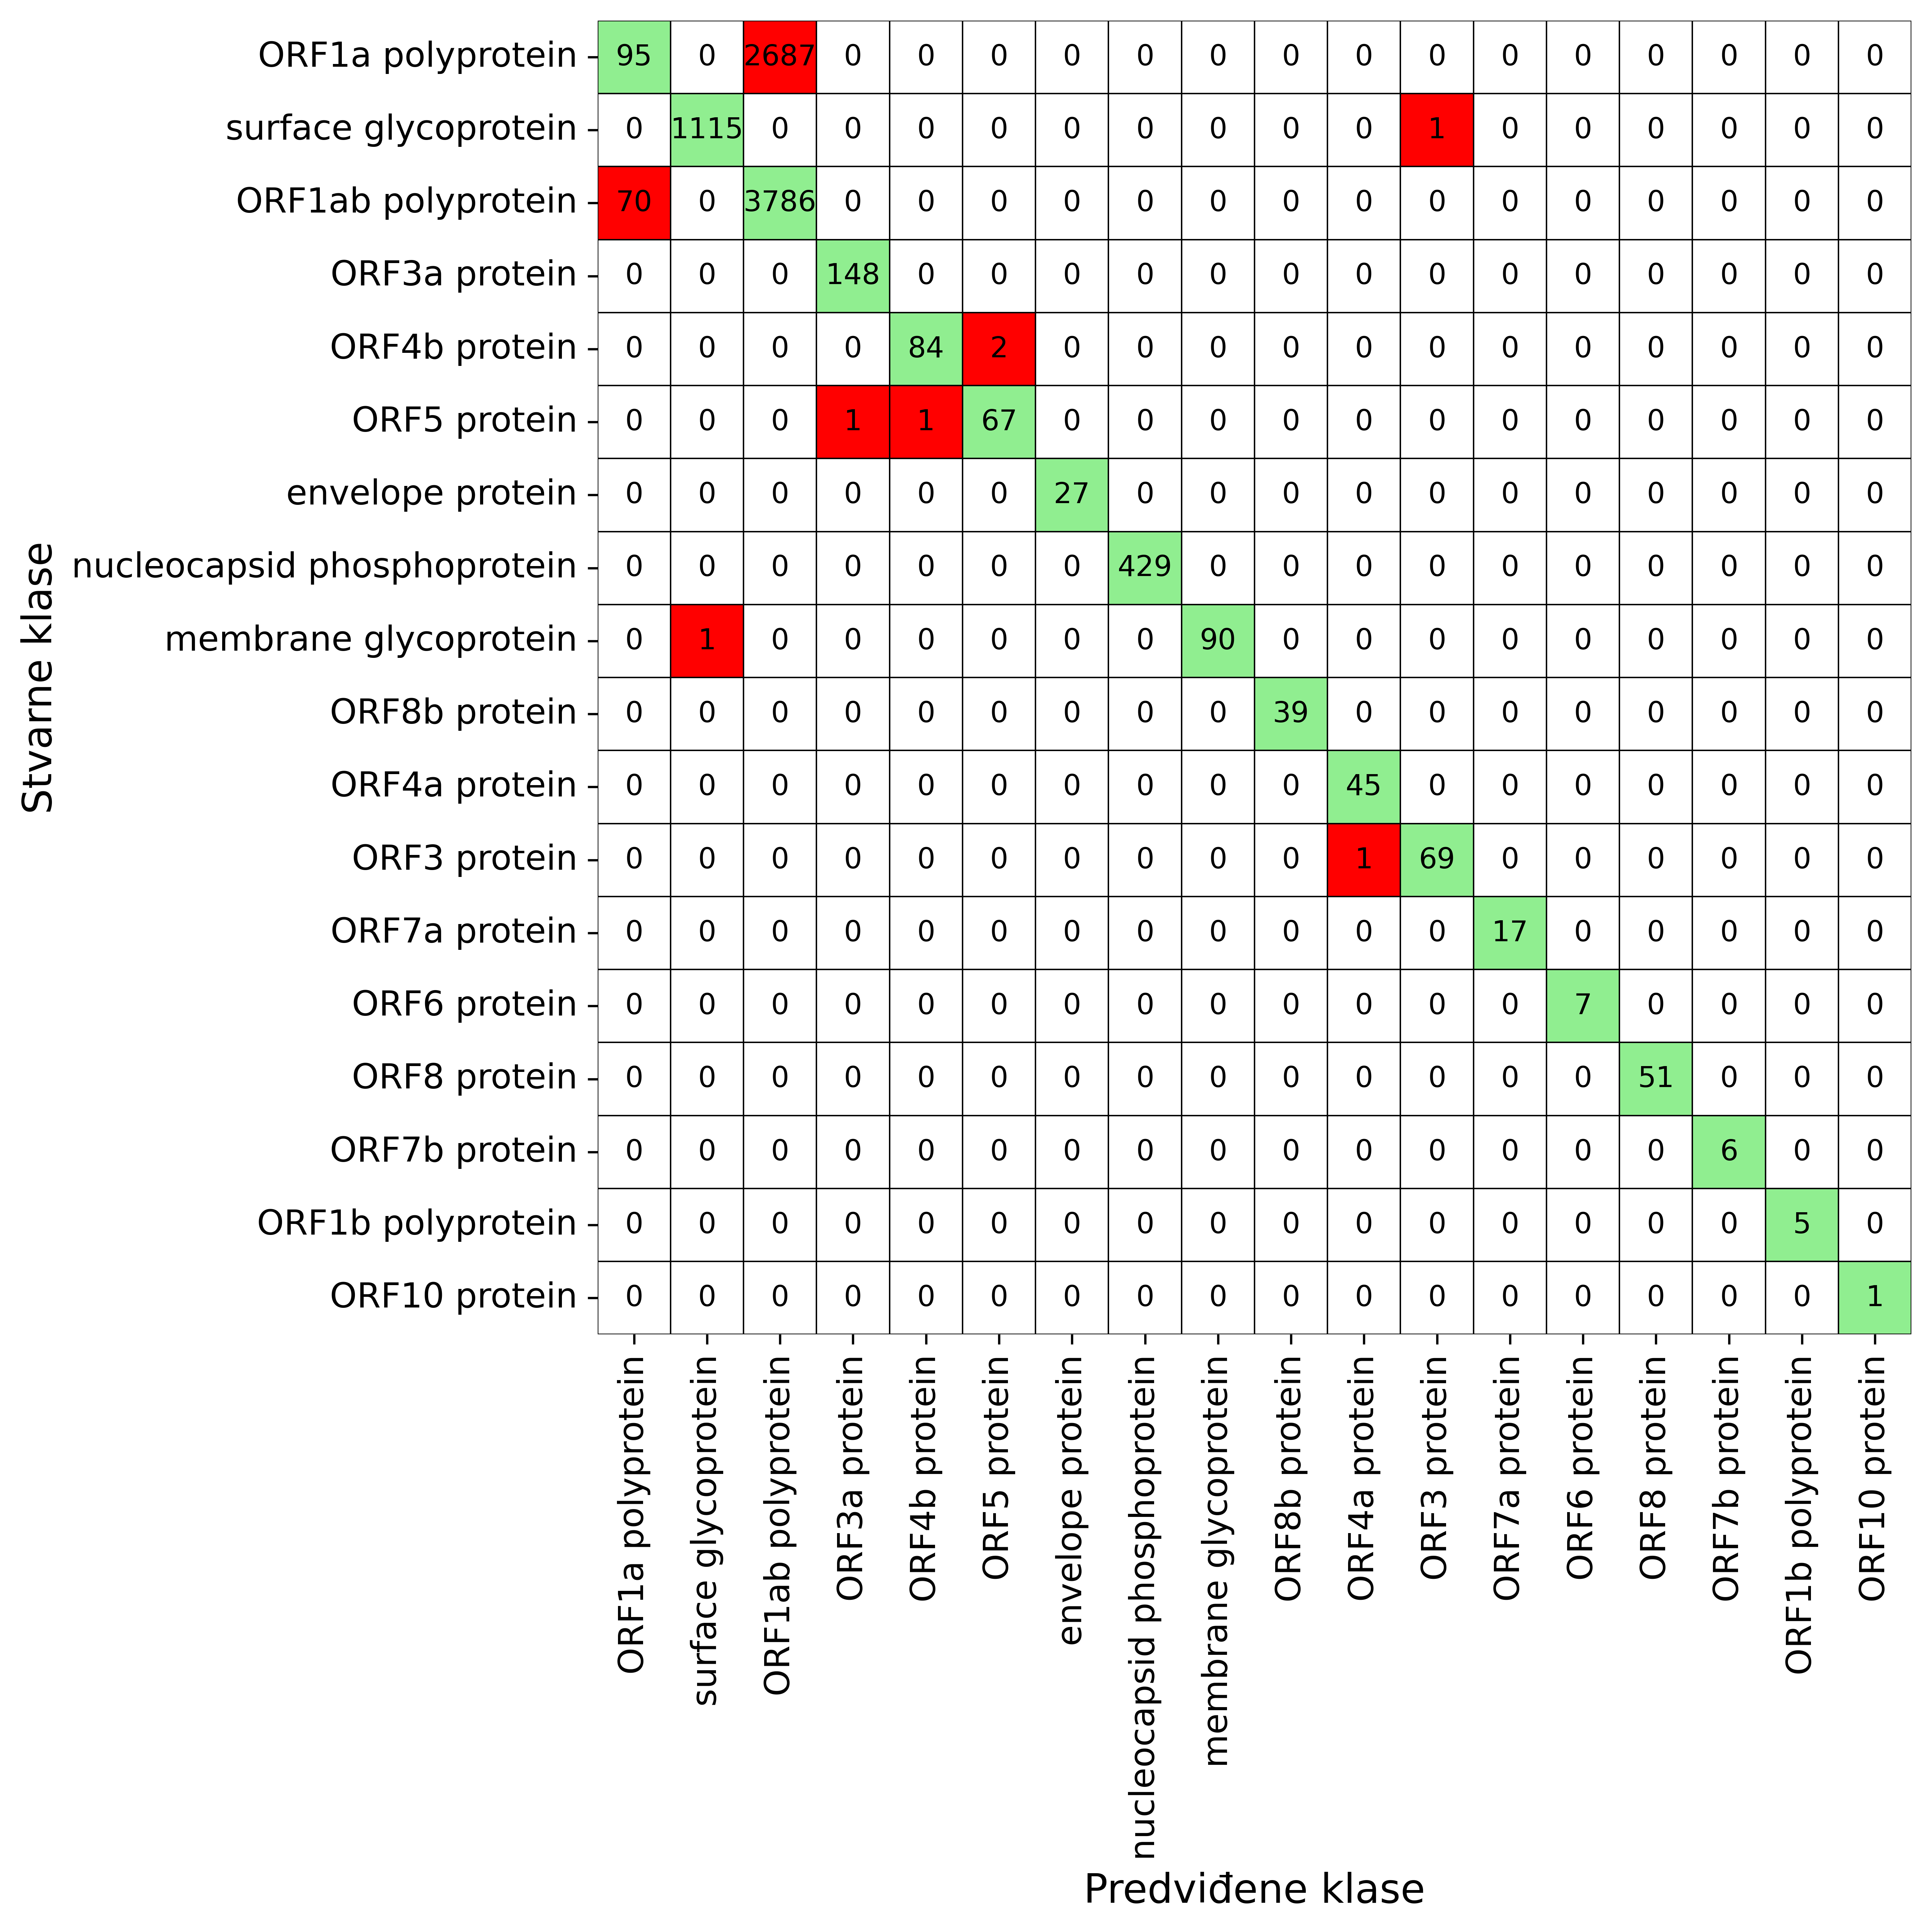 ORF1a polyprotein 95 0 2687 0 0 0 0 0 0 0 0 0 0 0 0 0 0 0
surface glycoprotein 0 1115 0 0 0 0 0 0 0 0 0 1 0 0 0 0 0 0
ORF1ab polyprotein 70 0 3786 0 0 0 0 0 0 0 0 0 0 0 0 0 0 0
ORF3a protein 0 0 0 148 0 0 0 0 0 0 0 0 0 0 0 0 0 0
ORF4b protein 0 0 0 0 84 2 0 0 0 0 0 0 0 0 0 0 0 0
ORF5 protein 0 0 0 1 1 67 0 0 0 0 0 0 0 0 0 0 0 0
envelope protein 0 0 0 0 0 0 27 0 0 0 0 0 0 0 0 0 0 0
nucleocapsid phosphoprotein 0 0 0 0 0 0 0 429 0 0 0 0 0 0 0 0 0 0
membrane glycoprotein 0 1 0 0 0 0 0 0 90 0 0 0 0 0 0 0 0 0
ORF8b protein 0 0 0 0 0 0 0 0 0 39 0 0 0 0 0 0 0 0
ORF4a protein 0 0 0 0 0 0 0 0 0 0 45 0 0 0 0 0 0 0
ORF3 protein 0 0 0 0 0 0 0 0 0 0 1 69 0 0 0 0 0 0
ORF7a protein 0 0 0 0 0 0 0 0 0 0 0 0 17 0 0 0 0 0
ORF6 protein 0 0 0 0 0 0 0 0 0 0 0 0 0 7 0 0 0 0
ORF8 protein 0 0 0 0 0 0 0 0 0 0 0 0 0 0 51 0 0 0
ORF7b protein 0 0 0 0 0 0 0 0 0 0 0 0 0 0 0 6 0 0
ORF1b polyprotein 0 0 0 0 0 0 0 0 0 0 0 0 0 0 0 0 5 0
ORF10 protein 0 0 0 0 0 0 0 0 0 0 0 0 0 0 0 0 0 1
Stvarne klase
ORF1a polyprotein
surface glycoprotein
ORF1ab polyprotein
ORF3a protein
ORF4b protein
ORF5 protein
envelope protein
nucleocapsid phosphoprotein
membrane glycoprotein
ORF8b protein
ORF4a protein
ORF3 protein
ORF7a protein
ORF6 protein
ORF8 protein
ORF7b protein
ORF1b polyprotein
ORF10 protein
Predviđene klase